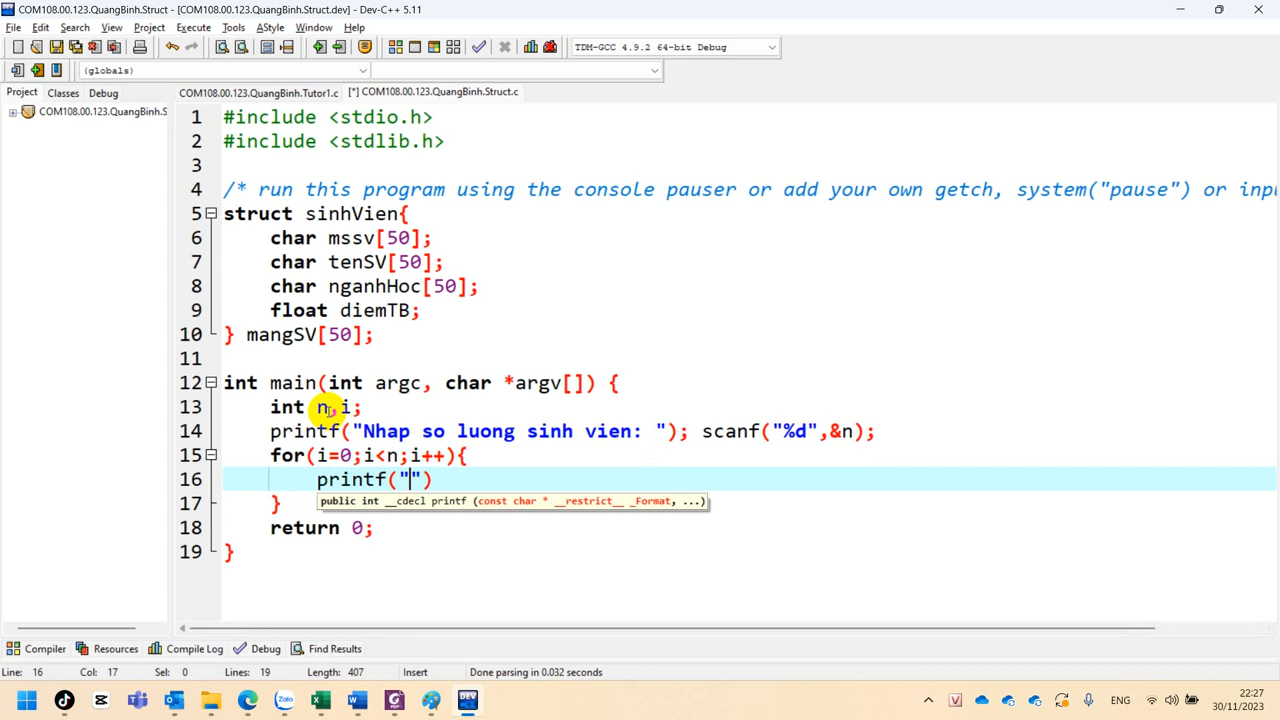 COM108.00.123.QuangBinh.Struct - [COM108.00.123.QuangBinh.Struct.dev] - Dev-C++ 5.11
File Edit Search View Project Execute Tools AStyle Window Help
TDM-GCC 4.9.2 64-bit Debug
(globals)
Project Classes Debug
COM108.00.123.QuangBinh.Tutor1.c [*] COM108.00.123.QuangBinh.Struct.c
COM108.00.123.QuangBinh.S
1 #include <stdio.h>
2 #include <stdlib.h>
3
4 /* run this program using the console pauser or add your own getch, system("pause") or inpu
5 struct sinhVien{
6 char mssv[50];
7 char tenSV[50];
8 char nganhHoc[50];
9 float diemTB;
10 } mangSV[50];
11
12 int main(int argc, char *argv[]) {
13 int n,i;
14 printf("Nhap so luong sinh vien: "); scanf("%d",&n);
15 for(i=0;i<n;i++){
16 printf("")
public int __cdecl printf (const char * __restrict__ _Format, ...)
17 }
18 return 0;
19 }
Compiler Resources Compile Log Debug Find Results
Line: 16 Col: 17 Sel: 0 Lines: 19 Length: 407 Insert Done parsing in 0.032 seconds
ENG
22:27
30/11/2023